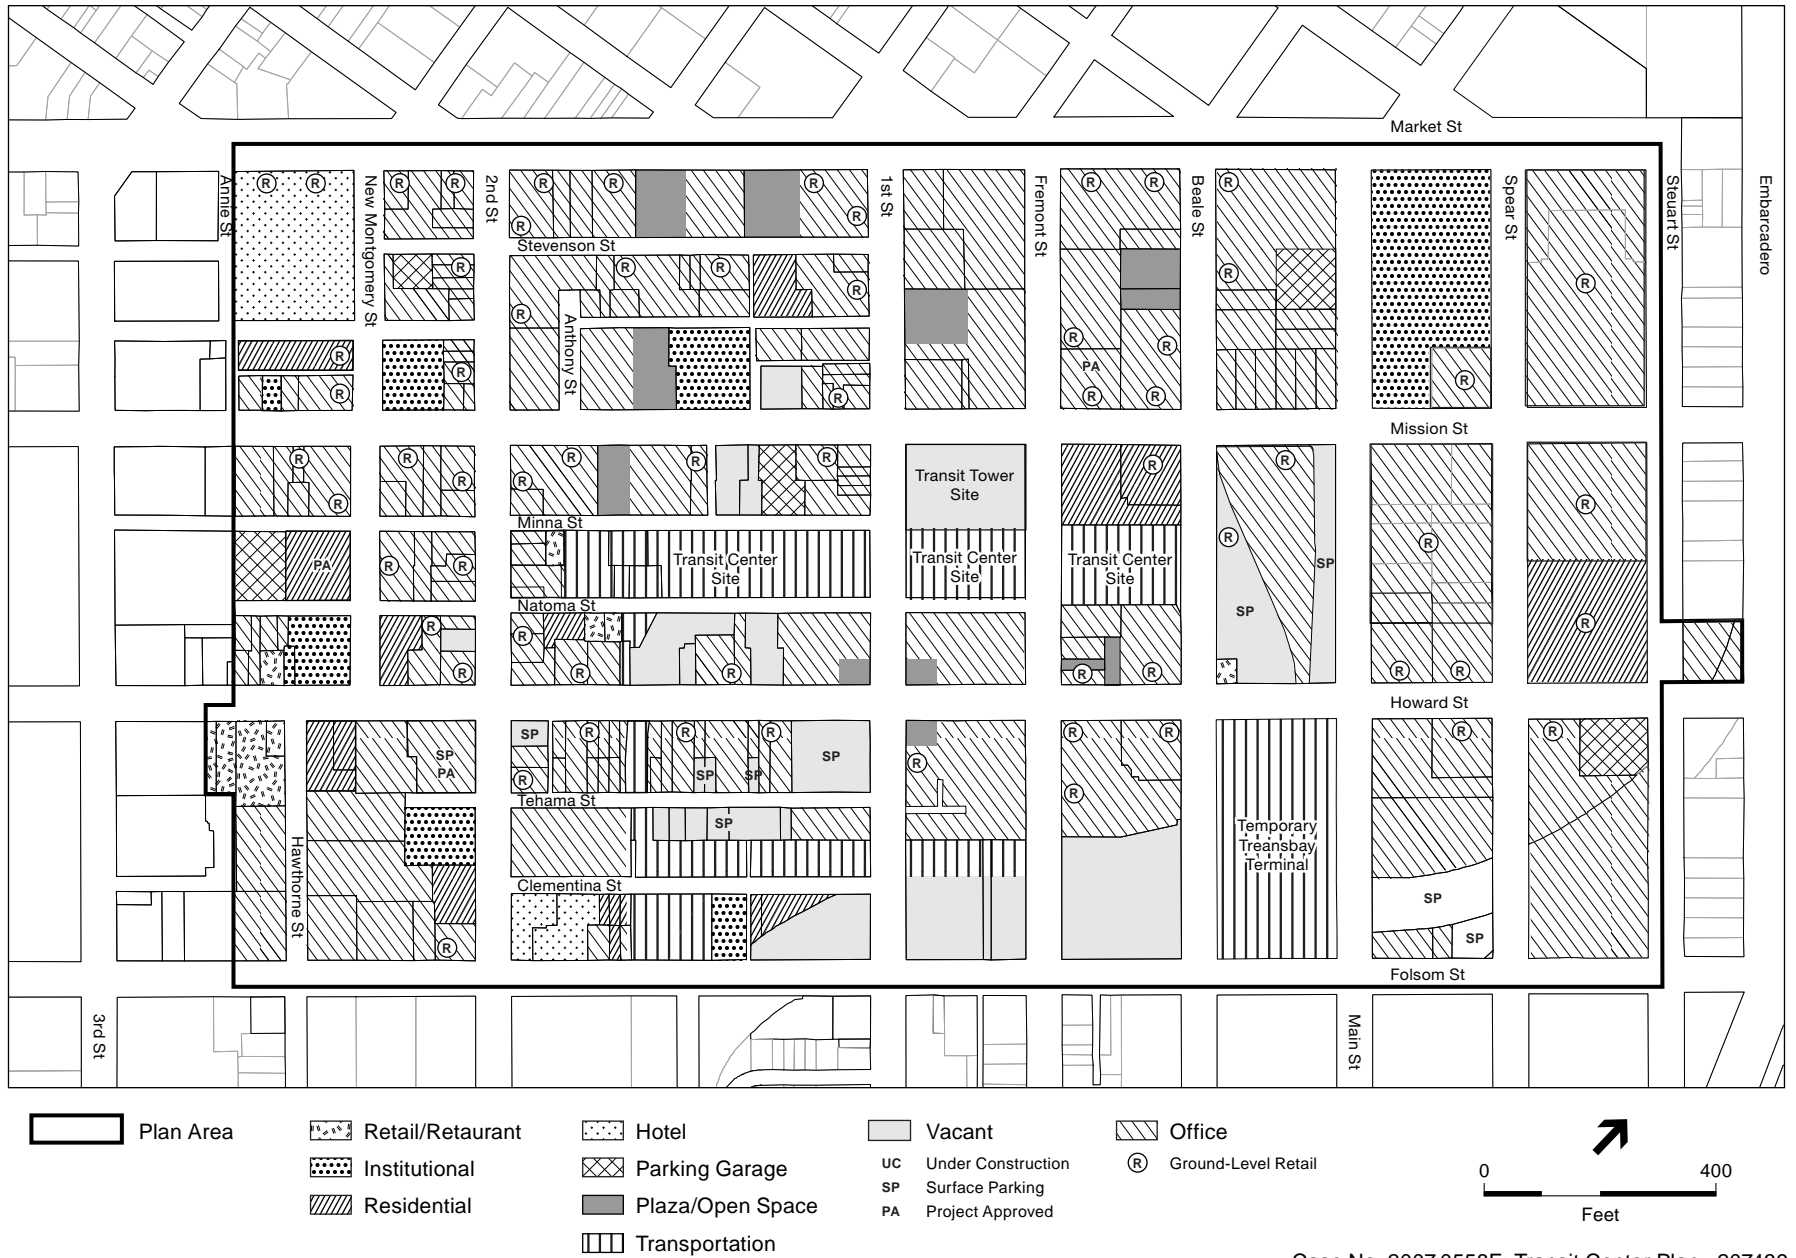 Market St
Annie St
New Montgomery St
2nd St
1st St
Fremont St
Beale St
Spear St
Steuart St
Embarcadero
R R R R R R R R R R
R R
Stevenson St
R R R R R
R R R
R
Anthony St
R R
R
R R
PA
R
R
R R R
Mission St
R R R R R R R R R
R R R
Transit Tower
Site
R
Minna St
PA
R R
Transit Center
Site
Transit Center
Site
Transit Center
Site
R
SP
R
Natoma St
R R
SP
R
R R R R R R R
Howard St
SP
R R R
R R R R
SP
PA
R
SP SP
SP
R
R
Tehama St
SP
Hawthorne St
Temporary
Treansbay
Terminal
Clementina St
SP
R
SP
Folsom St
3rd St
Main St
Plan Area
Retail/Retaurant
Institutional
Residential
Hotel
Parking Garage
Plaza/Open Space
Transportation
Vacant
UC Under Construction
SP Surface Parking
PA Project Approved
Office
R Ground-Level Retail
0 400
Feet